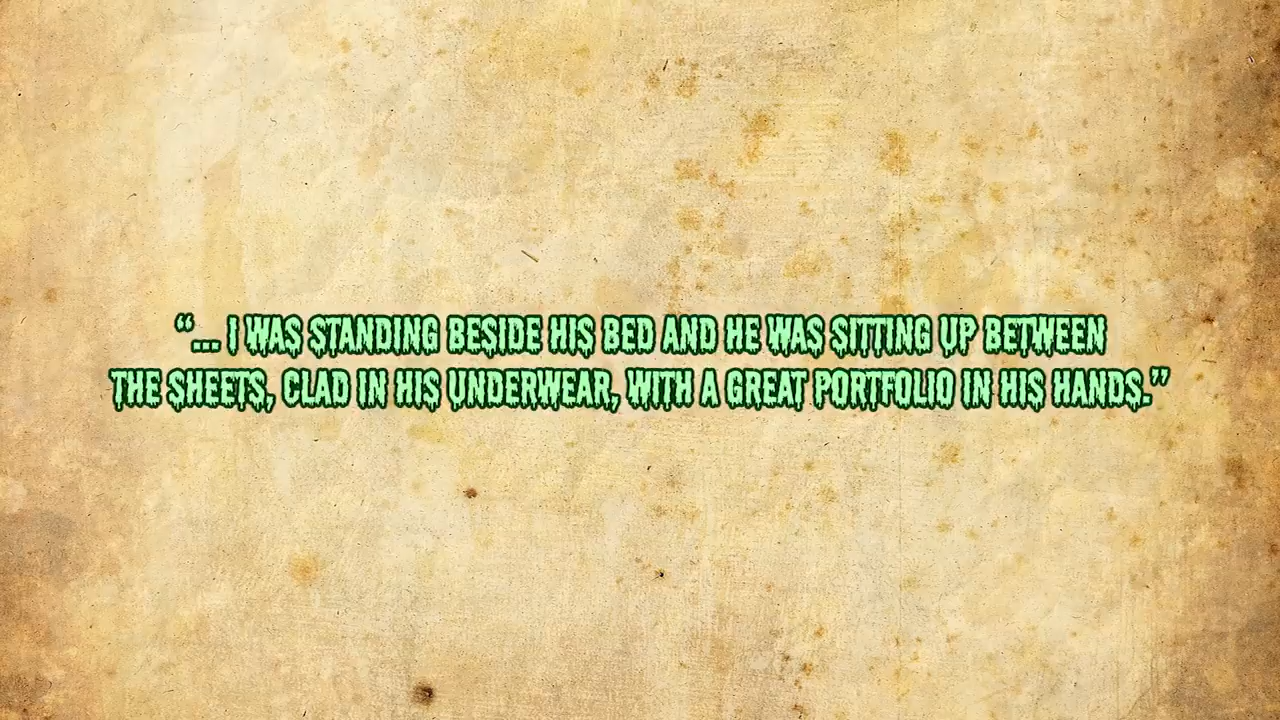 “... I WAS STANDING BESIDE HIS BED AND HE WAS SITTING UP BETWEEN
THE SHEETS, CLAD IN HIS UNDERWEAR, WITH A GREAT PORTFOLIO IN HIS HANDS.”